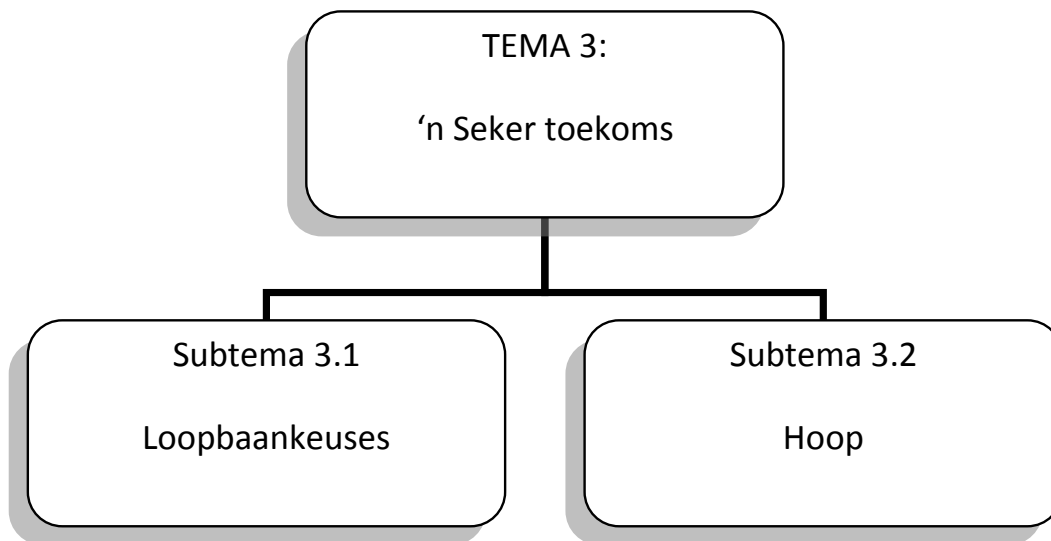 TEMA 3:
‘n Seker toekoms
Subtema 3.1
Loopbaankeuses
Subtema 3.2
Hoop